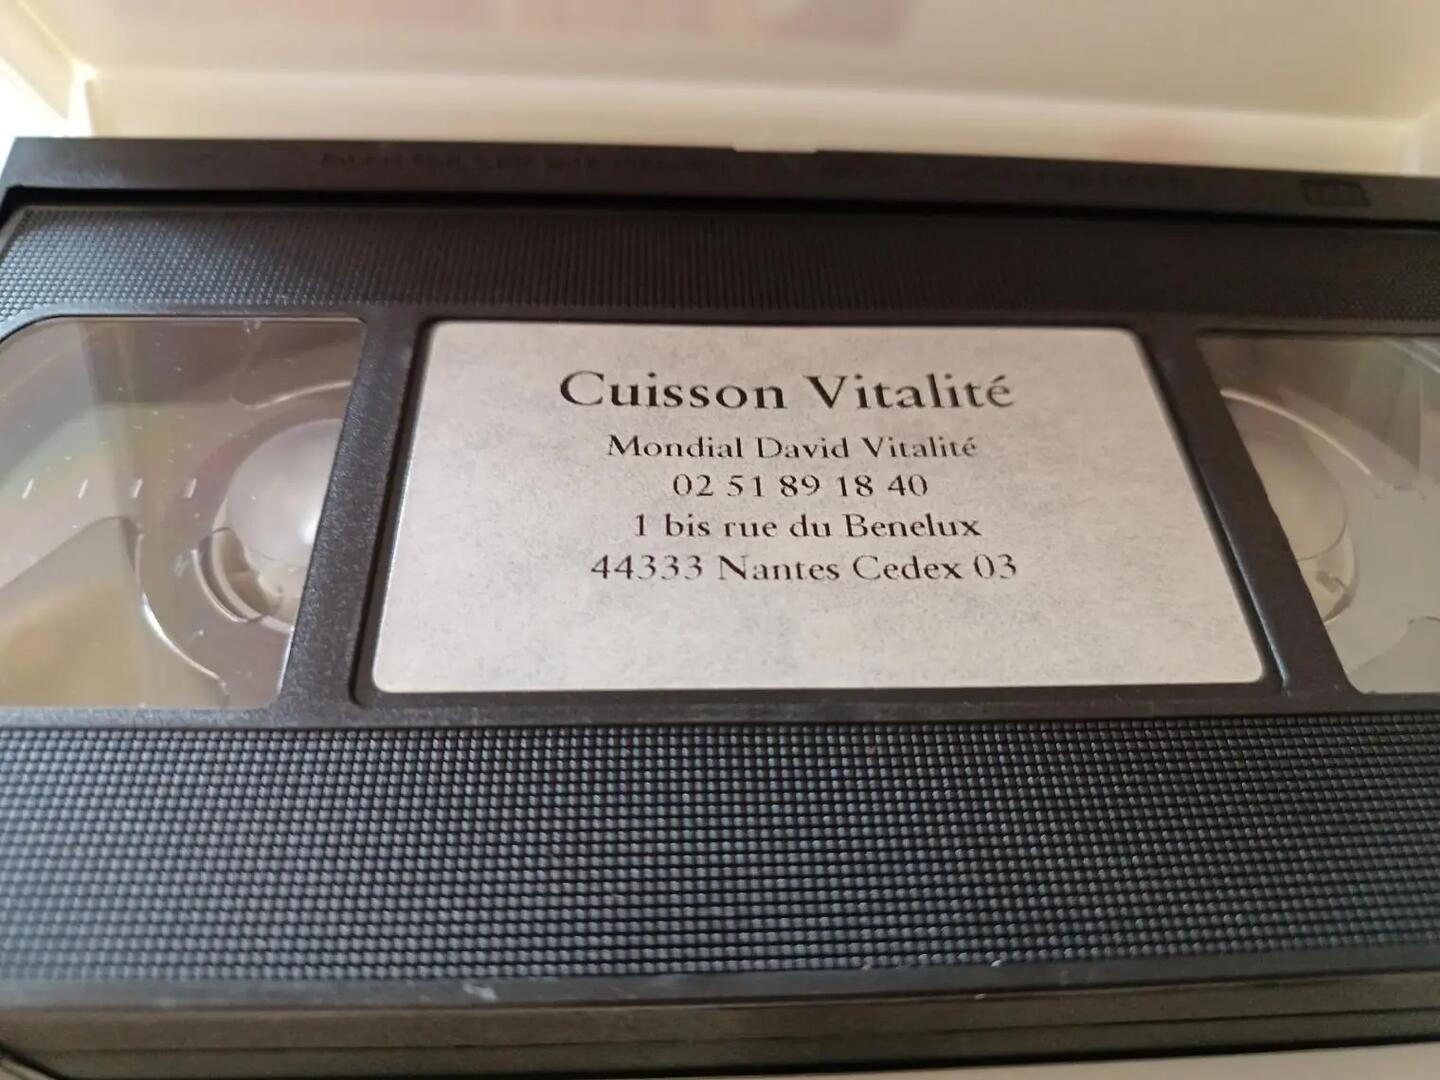 Cuisson Vitalité
Mondial David Vitalité
02 51 89 18 40
1 bis rue du Benelux
44333 Nantes Cedex 03